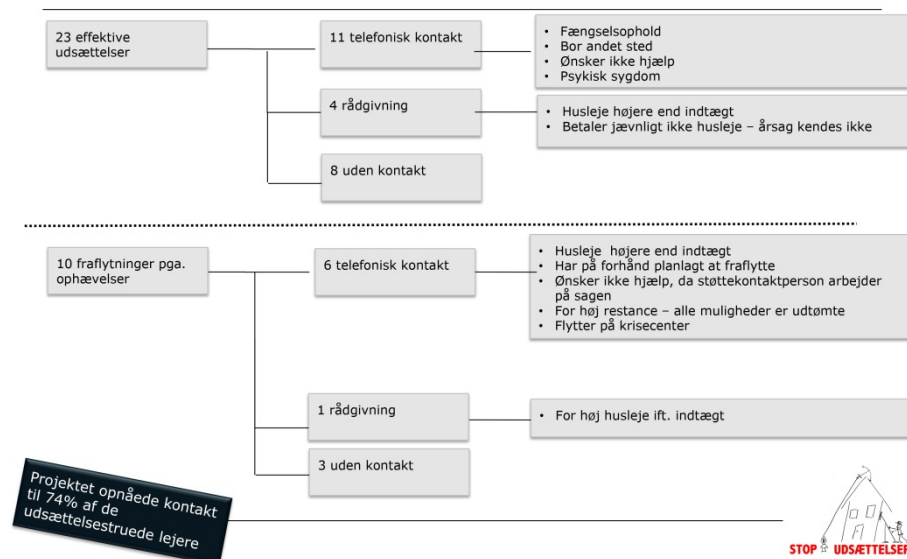 23 effektive
udsættelser
11 telefonisk kontakt
• Fængselsophold
• Bor andet sted
• Ønsker ikke hjælp
• Psykisk sygdom
4 rådgivning
• Husleje højere end indtægt
• Betaler jævnligt ikke husleje – årsag kendes ikke
8 uden kontakt
10 fraflytninger pga.
ophævelser
6 telefonisk kontakt
• Husleje højere end indtægt
• Har på forhånd planlagt at fraflytte
• Ønsker ikke hjælp, da støttekontaktperson arbejder
på sagen
• For høj restance – alle muligheder er udtømte
• Flytter på krisecenter
1 rådgivning
• For høj husleje ift. indtægt
3 uden kontakt
Projektet opnåede kontakt
til 74% af de
udsættelsestruede lejere
STOP UDSÆTTELSER